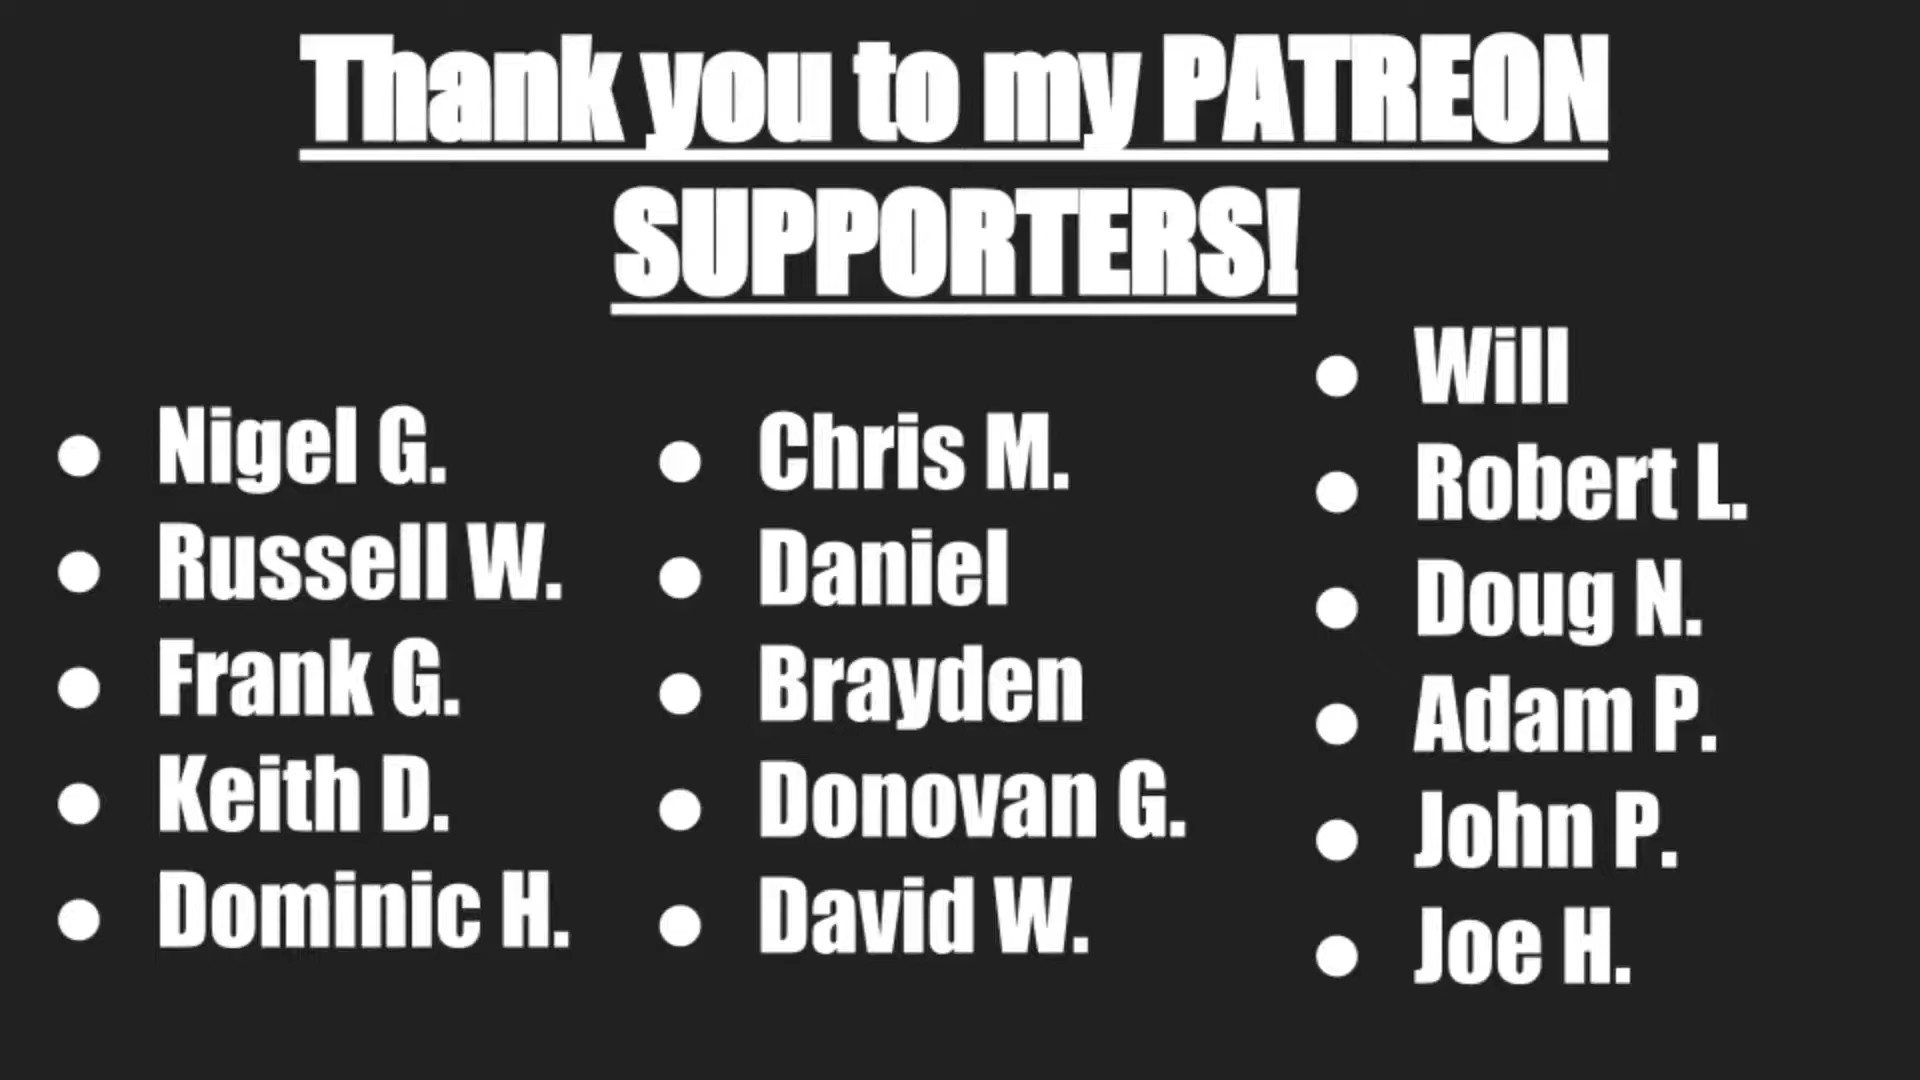 Thank you to my PATREON
SUPPORTERS!
● Nigel G.
● Russell W.
● Frank G.
● Keith D.
● Dominic H.
● Chris M.
● Daniel
● Brayden
● Donovan G.
● David W.
● Will
● Robert L.
● Doug N.
● Adam P.
● John P.
● Joe H.